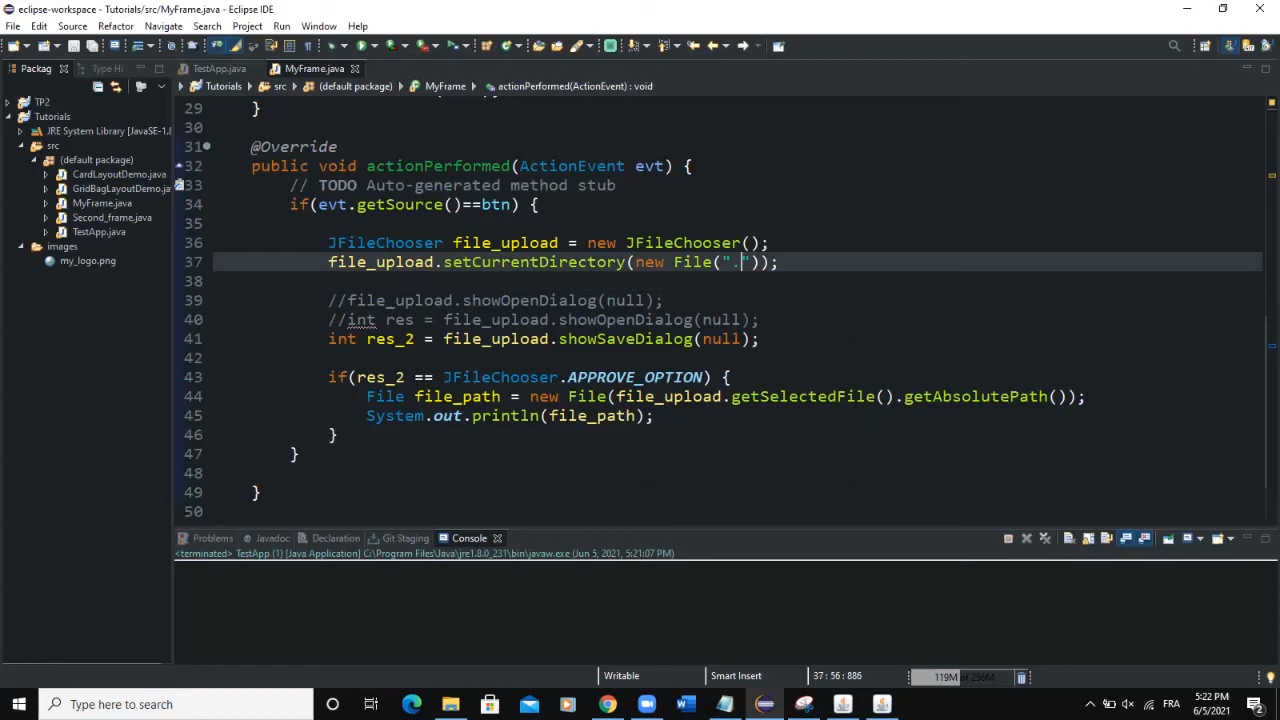 eclipse-workspace - Tutorials/src/MyFrame.java - Eclipse IDE
File Edit Source Refactor Navigate Search Project Run Window Help
Packag Type Hi TestApp.java MyFrame.java
Tutorials src (default package) MyFrame actionPerformed(ActionEvent) : void
TP2
Tutorials
JRE System Library [JavaSE-1.
src
(default package)
CardLayoutDemo.java
GridBagLayoutDemo.ja
MyFrame.java
Second_frame.java
TestApp.java
images
my_logo.png
29 }
30
31 @Override
32 public void actionPerformed(ActionEvent evt) {
33 // TODO Auto-generated method stub
34 if(evt.getSource()==btn) {
35
36 JFileChooser file_upload = new JFileChooser();
37 file_upload.setCurrentDirectory(new File("."));
38
39 //file_upload.showOpenDialog(null);
40 //int res = file_upload.showOpenDialog(null);
41 int res_2 = file_upload.showSaveDialog(null);
42
43 if(res_2 == JFileChooser.APPROVE_OPTION) {
44 File file_path = new File(file_upload.getSelectedFile().getAbsolutePath());
45 System.out.println(file_path);
46 }
47 }
48
49 }
50
Problems Javadoc Declaration Git Staging Console
<terminated> TestApp (1) [Java Application] C:\Program Files\Java\jre1.8.0_231\bin\javaw.exe (Jun 5, 2021, 5:21:07 PM)
Writable Smart Insert 37 : 56 : 886 119M of 256M
Type here to search
FRA 5:22 PM
6/5/2021
2